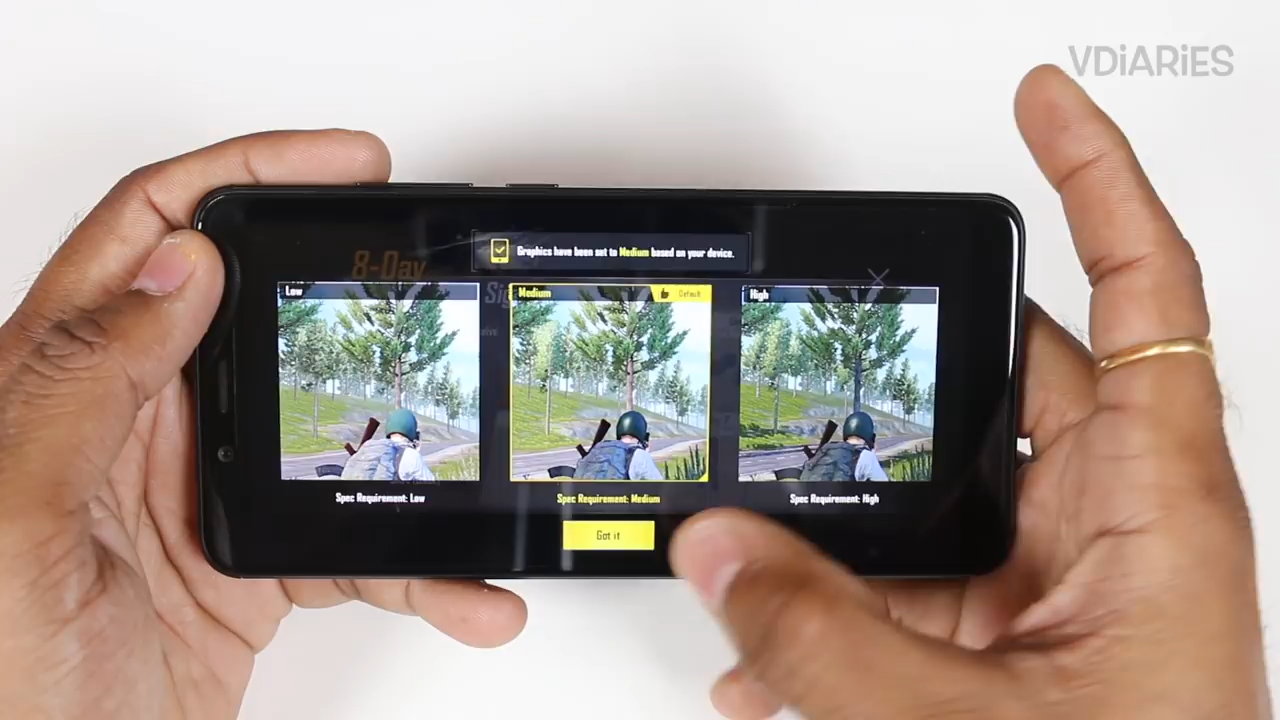 VDiARiES
Graphics have been set to Medium based on your device.
8-Day
Low
Medium
Default
High
Spec Requirement: Low
Spec Requirement: Medium
Spec Requirement: High
Got it